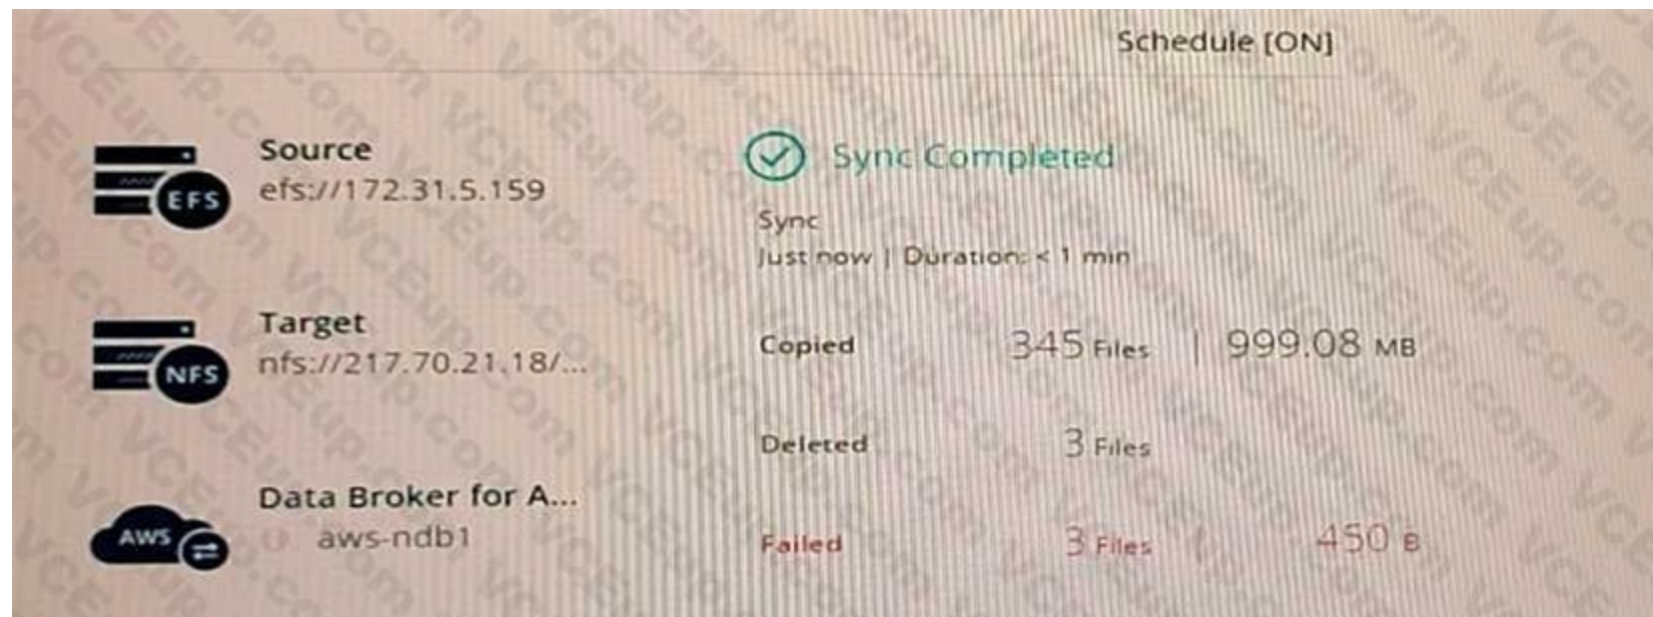 Schedule [ON]
Source
efs://172.31.5.159
EFS
Sync Completed
Sync
Just now | Duration: < 1 min
Target
nfs://217.70.21.18/...
NFS
Copied 345 Files | 999.08 MB
Deleted 3 Files
Data Broker for A...
aws-ndb1
AWS
Failed 3 Files 450 B
VCEup.com